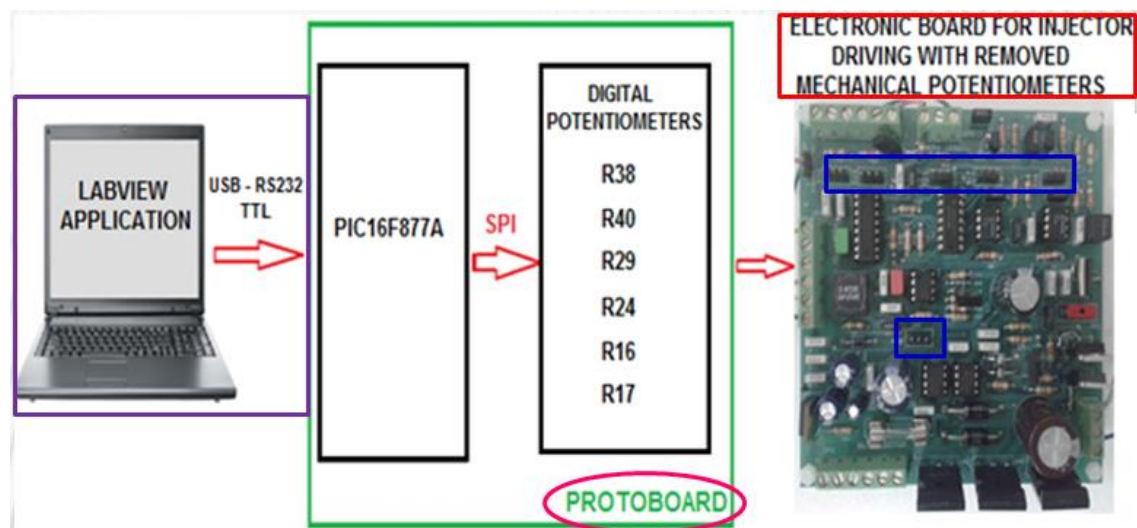 LABVIEW
APPLICATION
USB - RS232
TTL
PIC16F877A
SPI
DIGITAL
POTENTIOMETERS
R38
R40
R29
R24
R16
R17
PROTOBOARD
ELECTRONIC BOARD FOR INJECTOR
DRIVING WITH REMOVED
MECHANICAL POTENTIOMETERS